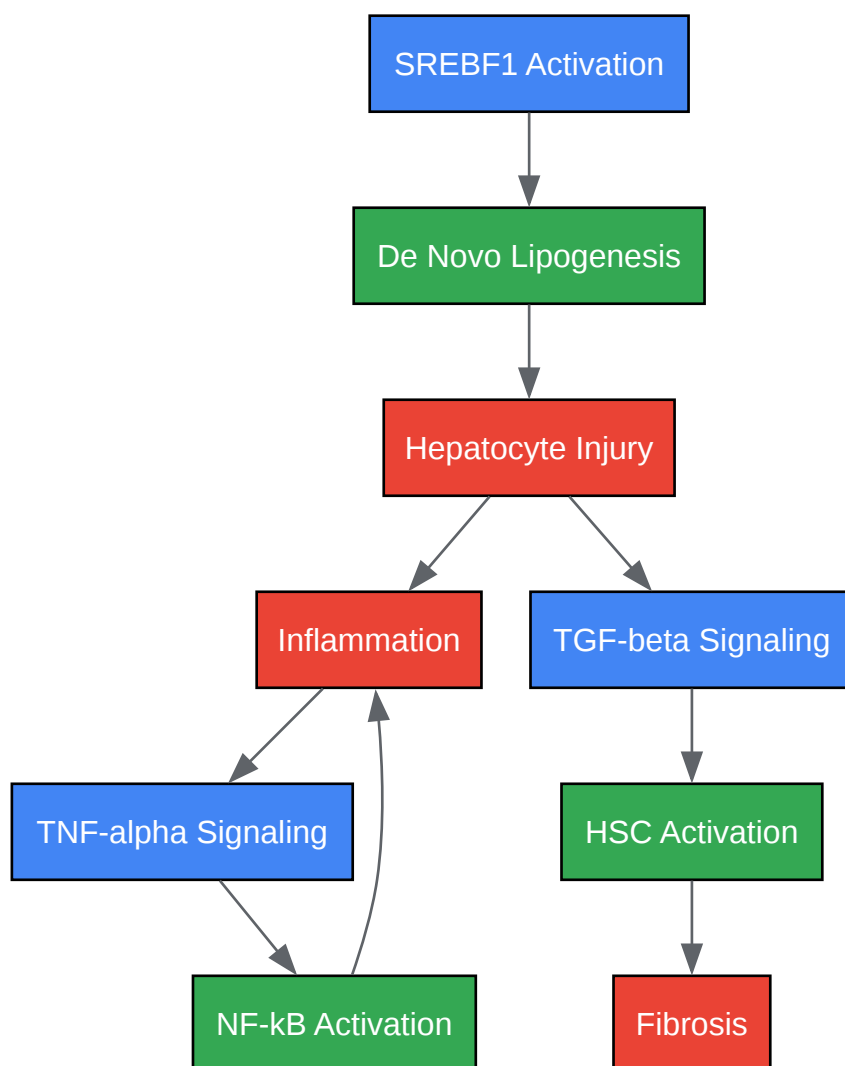 SREBF1 Activation
De Novo Lipogenesis
Hepatocyte Injury
Inflammation
TGF-beta Signaling
TNF-alpha Signaling
HSC Activation
NF-kB Activation
Fibrosis